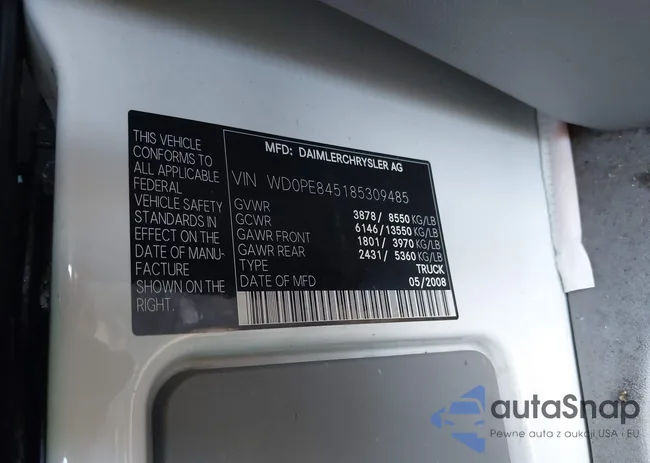 THIS VEHICLE
CONFORMS TO
ALL APPLICABLE
FEDERAL
VEHICLE SAFETY
STANDARDS IN
EFFECT ON THE
DATE OF MANU-
FACTURE
SHOWN ON THE
RIGHT.
MFD: DAIMLERCHRYSLER AG
VIN WD0PE845185309485
GVWR 3878/ 8550 KG/LB
GCWR 6146/13550 KG/LB
GAWR FRONT 1801/ 3970 KG/LB
GAWR REAR 2431/ 5360 KG/LB
TYPE TRUCK
DATE OF MFD 05/2008
autaSnap
Pewne auta z aukcji USA i EU